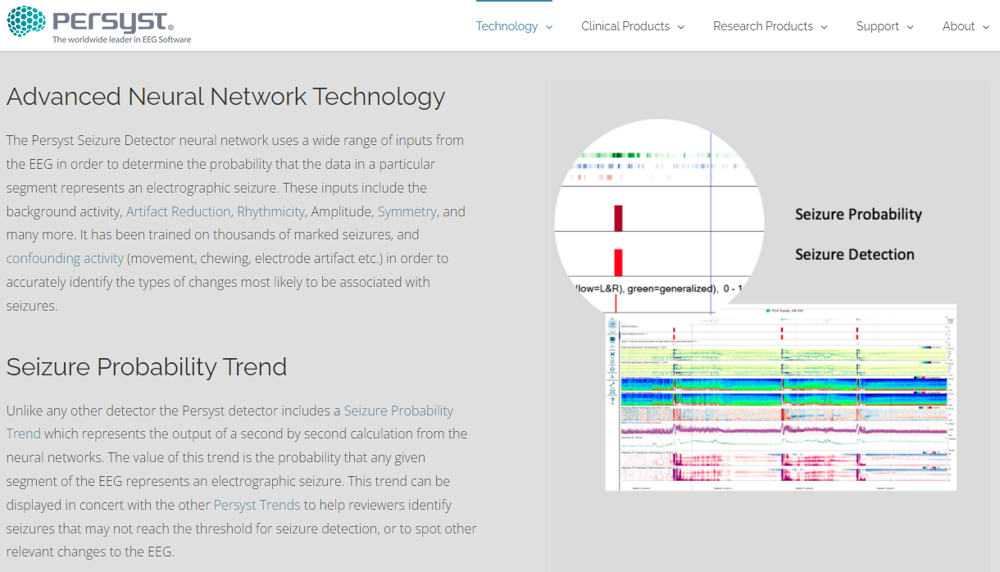 PERSYST®
The worldwide leader in EEG Software
Technology
Clinical Products
Research Products
Support
About
Advanced Neural Network Technology
The Persyst Seizure Detector neural network uses a wide range of inputs from
the EEG in order to determine the probability that the data in a particular
segment represents an electrographic seizure. These inputs include the
background activity, Artifact Reduction, Rhythmicity, Amplitude, Symmetry, and
many more. It has been trained on thousands of marked seizures, and
confounding activity (movement, chewing, electrode artifact etc.) in order to
accurately identify the types of changes most likely to be associated with
seizures.
Seizure Probability Trend
Unlike any other detector the Persyst detector includes a Seizure Probability
Trend which represents the output of a second by second calculation from the
neural networks. The value of this trend is the probability that any given
segment of the EEG represents an electrographic seizure. This trend can be
displayed in concert with the other Persyst Trends to help reviewers identify
seizures that may not reach the threshold for seizure detection, or to spot other
relevant changes to the EEG.
Seizure Probability
Seizure Detection
llow=L&R), green=generalized), 0 - 1